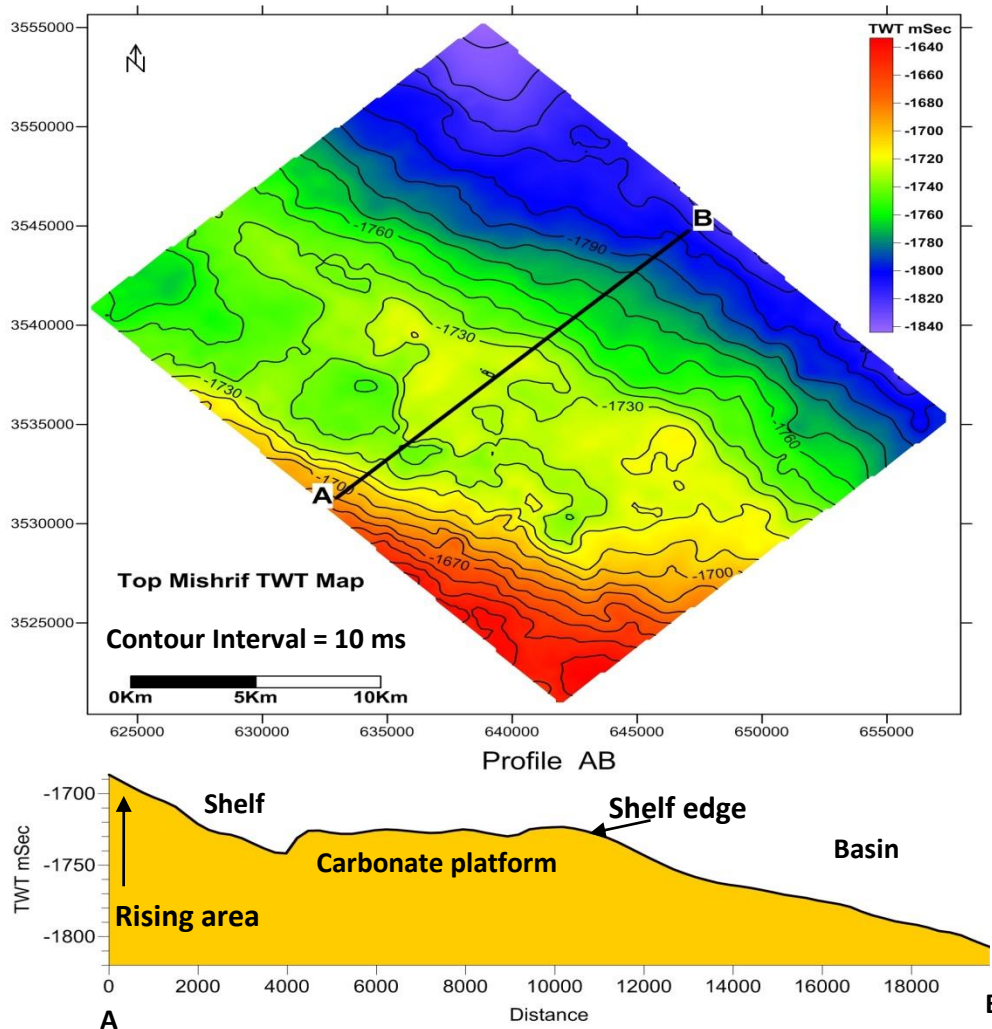 3555000
3550000
3545000
3540000
3535000
3530000
3525000
N
TWT mSec
-1640
-1660
-1680
-1700
-1720
-1740
-1760
-1780
-1800
-1820
-1840
B
-1760
-1790
-1730
-1730
-1730
-1760
-1700
A
-1670
-1700
Top Mishrif TWT Map
Contour Interval = 10 ms
0Km 5Km 10Km
625000 630000 635000 640000 645000 650000 655000
Profile AB
TWT mSec
-1700
-1750
-1800
Shelf
Shelf edge
Carbonate platform
Basin
Rising area
0 2000 4000 6000 8000 10000 12000 14000 16000 18000
A
Distance